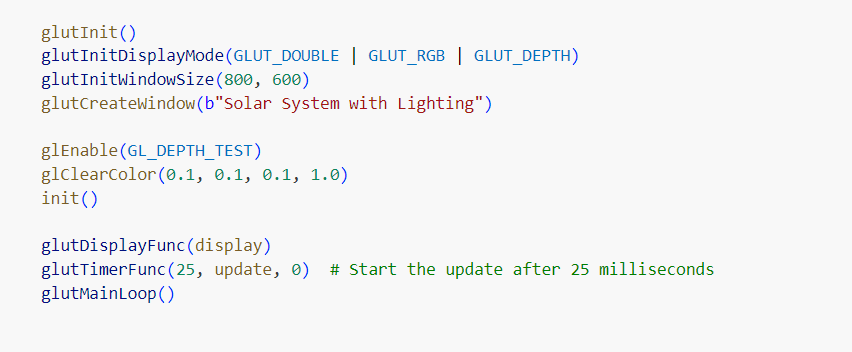 glutInit()
glutInitDisplayMode(GLUT_DOUBLE | GLUT_RGB | GLUT_DEPTH)
glutInitWindowSize(800, 600)
glutCreateWindow(b"Solar System with Lighting")
glEnable(GL_DEPTH_TEST)
glClearColor(0.1, 0.1, 0.1, 1.0)
init()
glutDisplayFunc(display)
glutTimerFunc(25, update, 0)  # Start the update after 25 milliseconds
glutMainLoop()